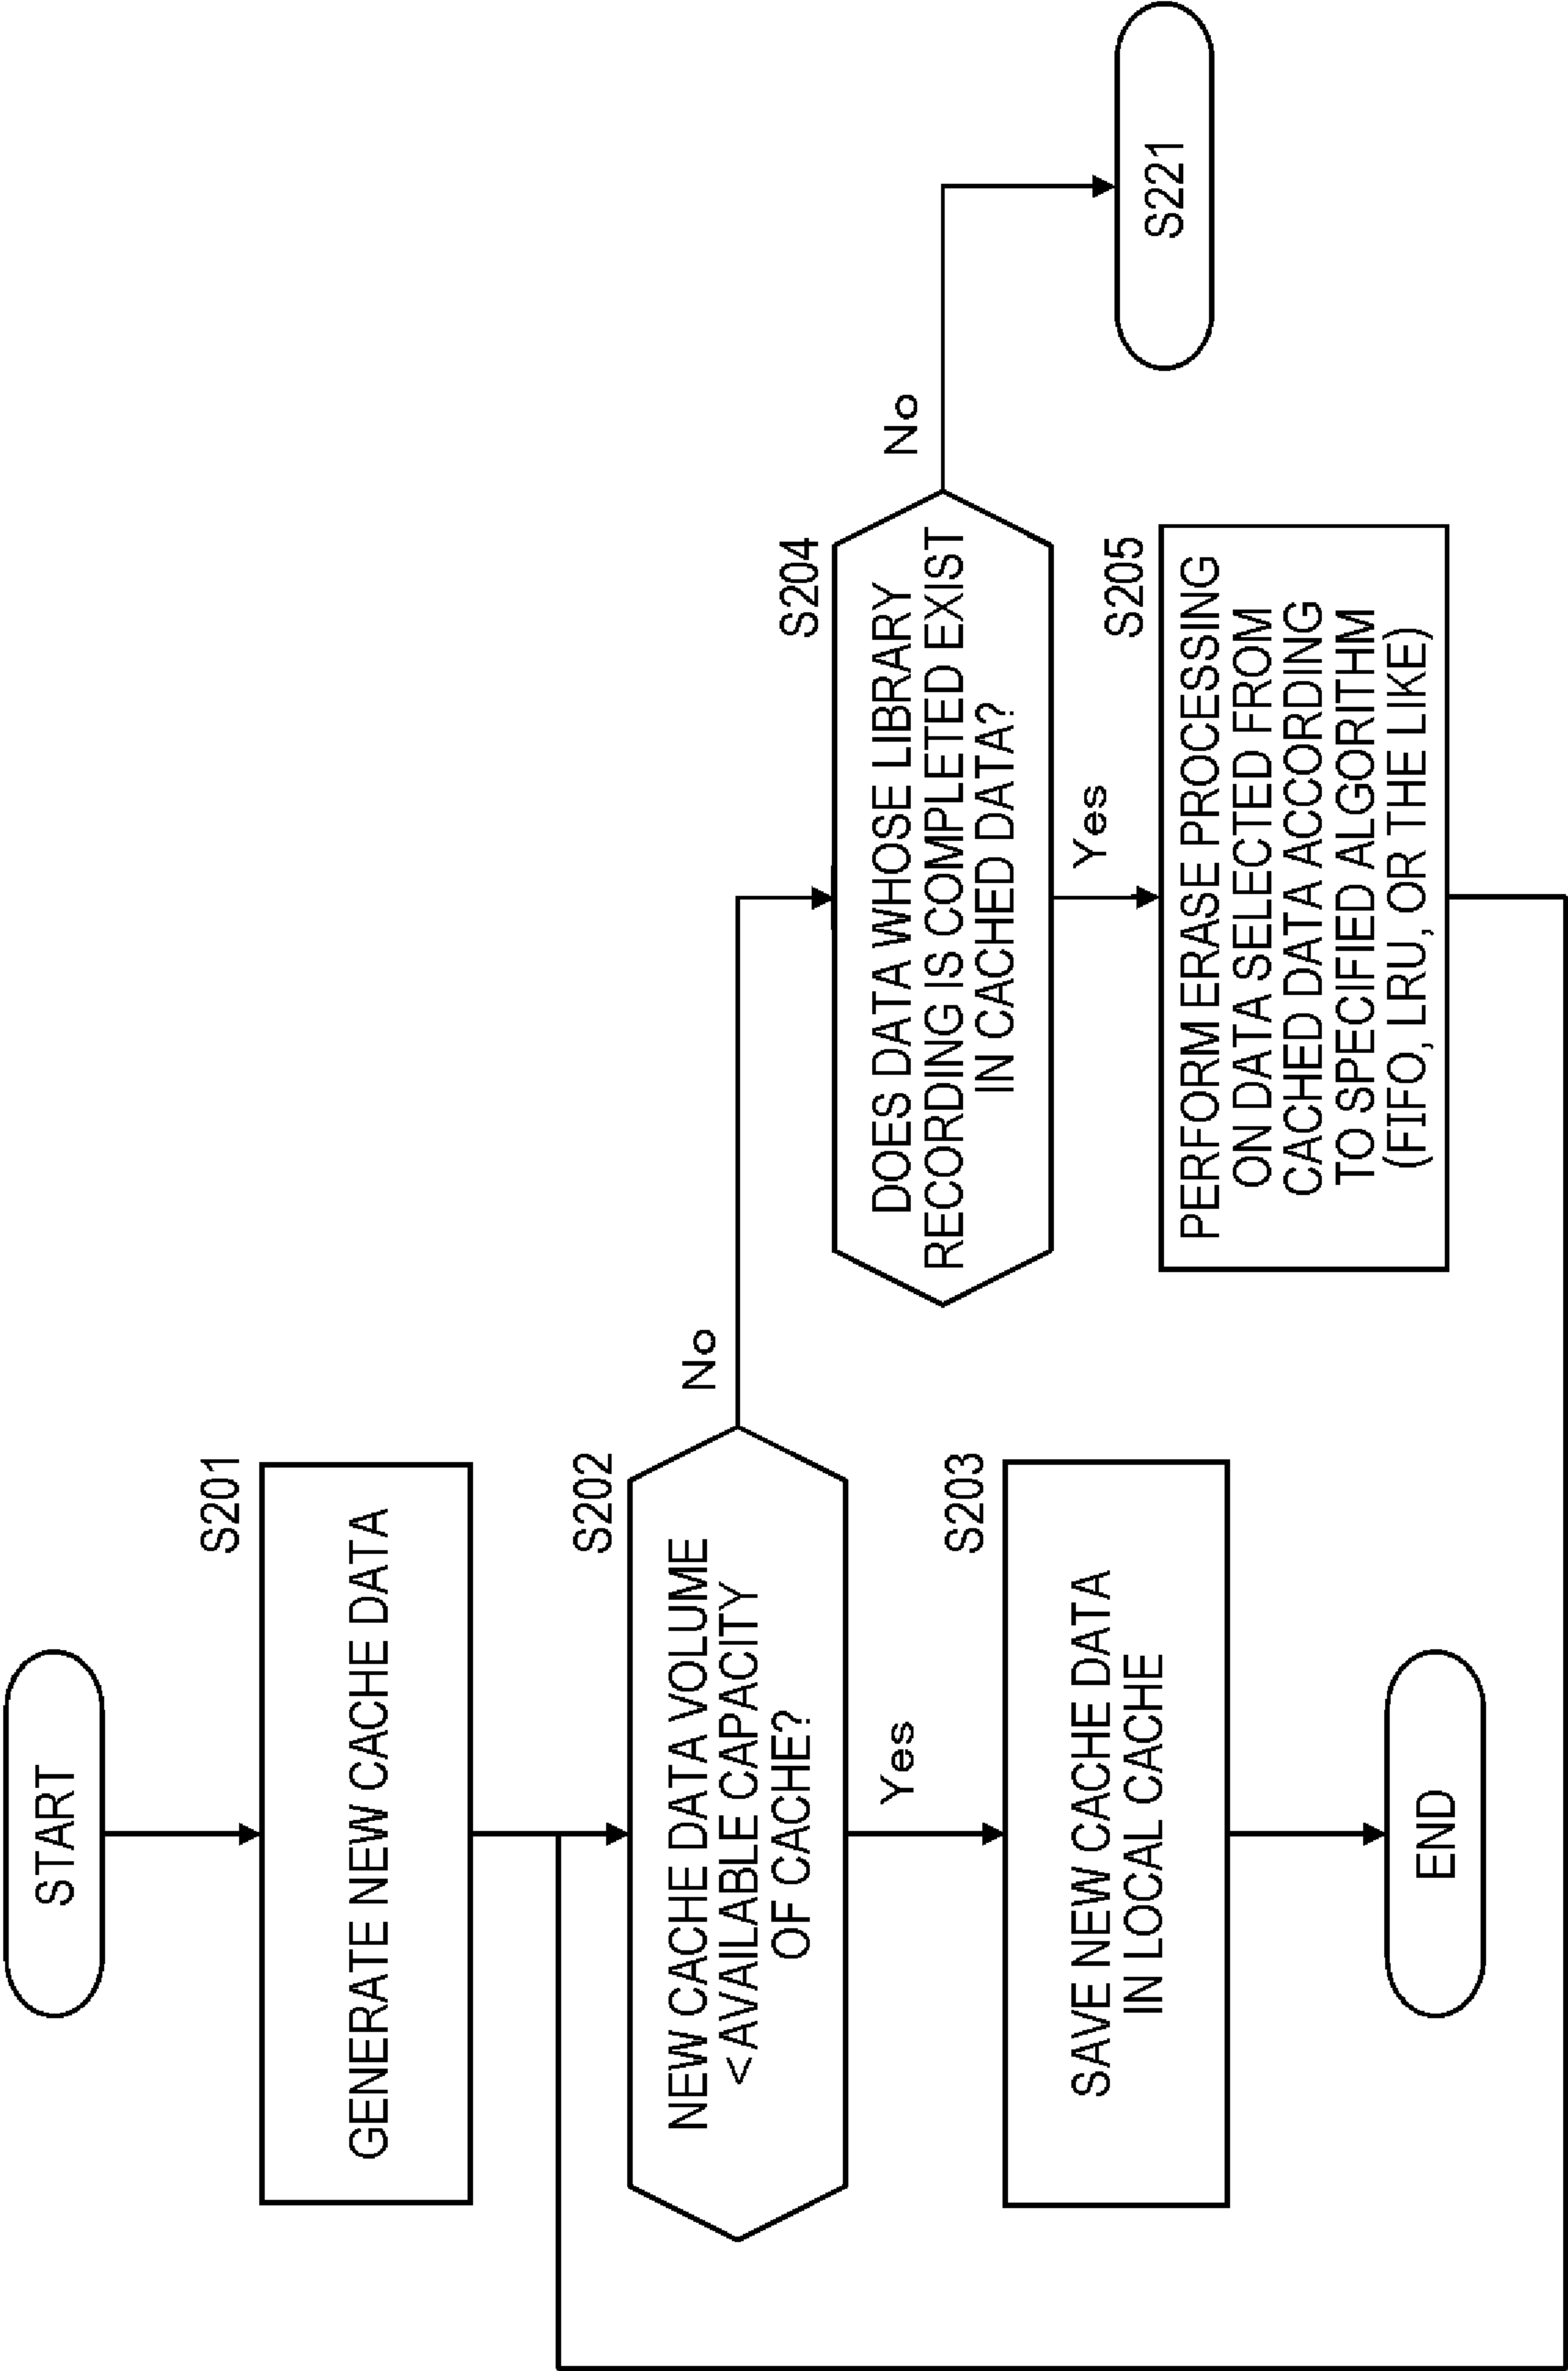 START
S201
GENERATE NEW CACHE DATA
S202
NEW CACHE DATA VOLUME
<AVAILABLE CAPACITY
OF CACHE?
No
Yes
S203
SAVE NEW CACHE DATA
IN LOCAL CACHE
END
S204
DOES DATA WHOSE LIBRARY
RECORDING IS COMPLETED EXIST
IN CACHED DATA?
No
Yes
S205
PERFORM ERASE PROCESSING
ON DATA SELECTED FROM
CACHED DATA ACCORDING
TO SPECIFIED ALGORITHM
(FIFO, LRU, OR THE LIKE)
S221